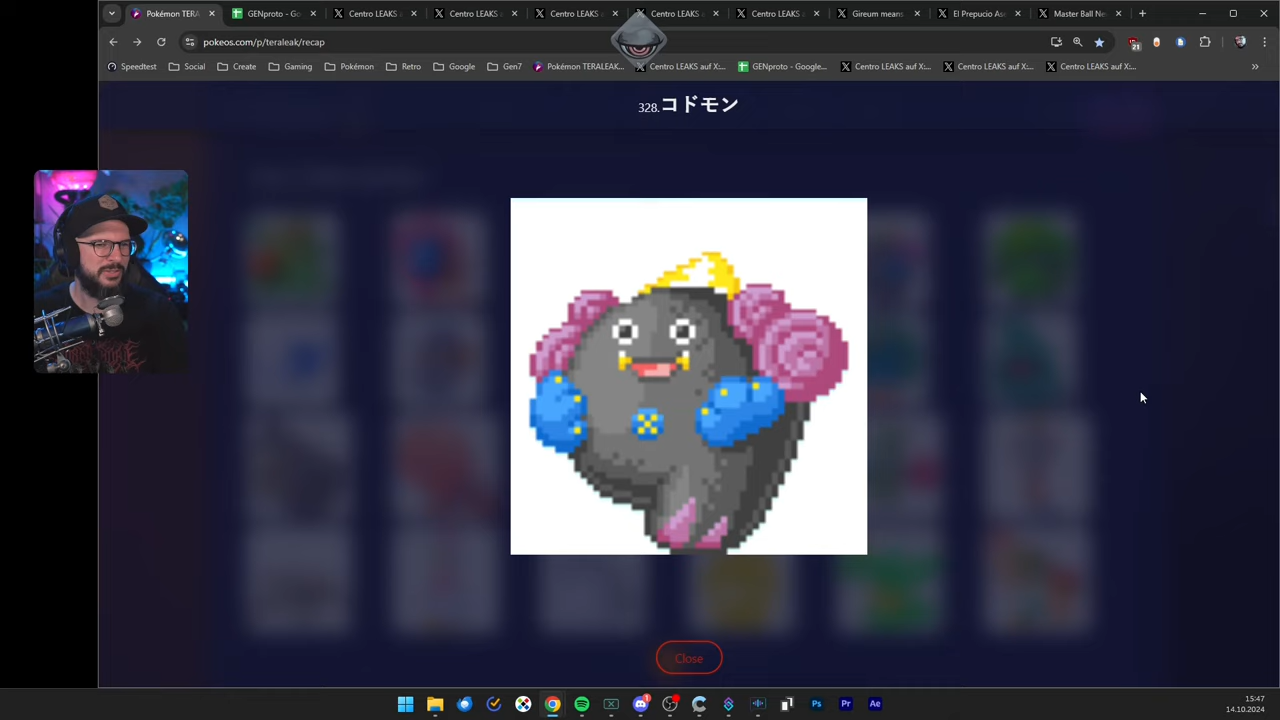 Pokémon TERA
GENproto - Go
Centro LEAKS a
Centro LEAKS a
Centro LEAKS
Centro LEAKS a
Centro LEAKS
Gireum means
El Prepucio As
Master Ball Ne
pokeos.com/p/teraleak/recap
21
Speedtest
Social
Create
Gaming
Pokémon
Retro
Google
Gen7
Pokémon TERALEAK...
Centro LEAKS auf X:...
GENproto - Google...
Centro LEAKS auf X:...
Centro LEAKS auf X:...
Centro LEAKS auf X:...
328.コドモン
Close
15:47
14.10.2024